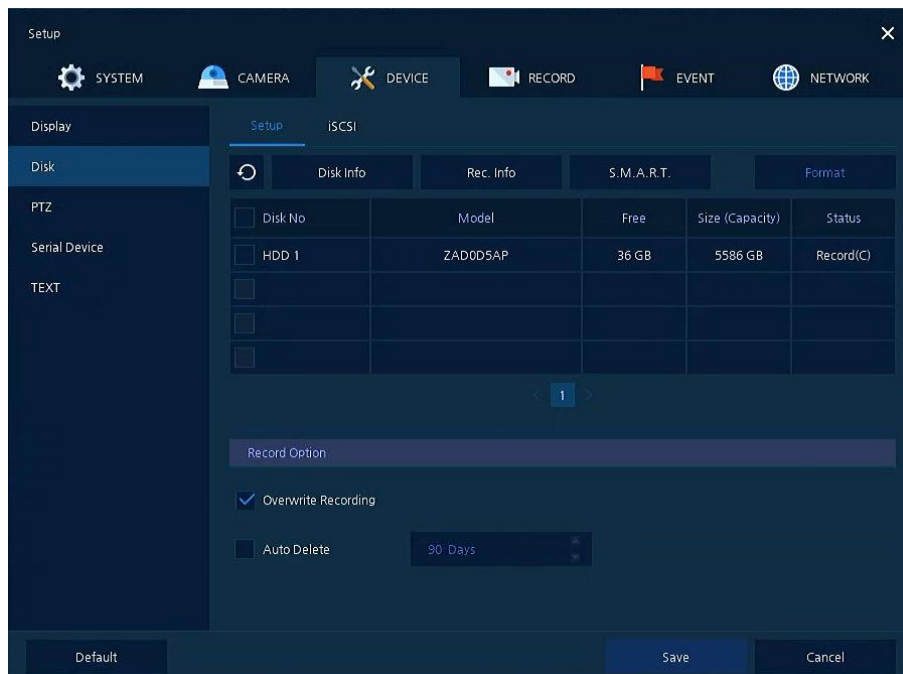 Setup
SYSTEM CAMERA DEVICE RECORD EVENT NETWORK
Display
Disk
PTZ
Serial Device
TEXT
Setup iSCSI
Disk Info Rec. Info S.M.A.R.T. Format
Disk No Model Free Size (Capacity) Status
HDD 1 ZAD0D5AP 36 GB 5586 GB Record(C)
1
Record Option
Overwrite Recording
Auto Delete 90 Days
Default Save Cancel